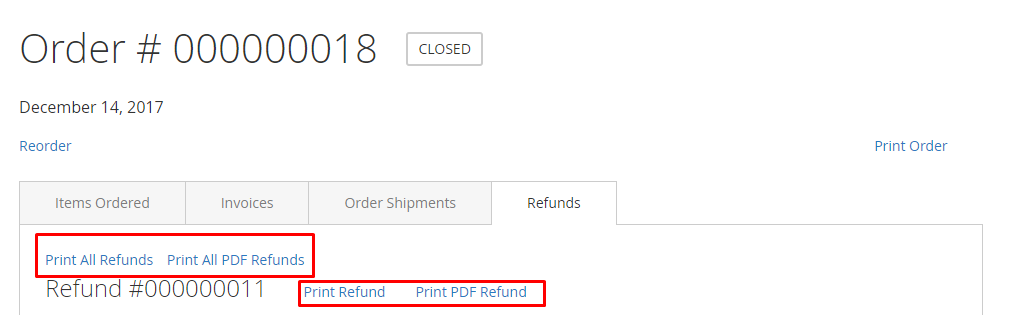 Order # 000000018 CLOSED
December 14, 2017
Reorder Print Order
Items Ordered Invoices Order Shipments Refunds
Print All Refunds Print All PDF Refunds
Refund #000000011 Print Refund Print PDF Refund